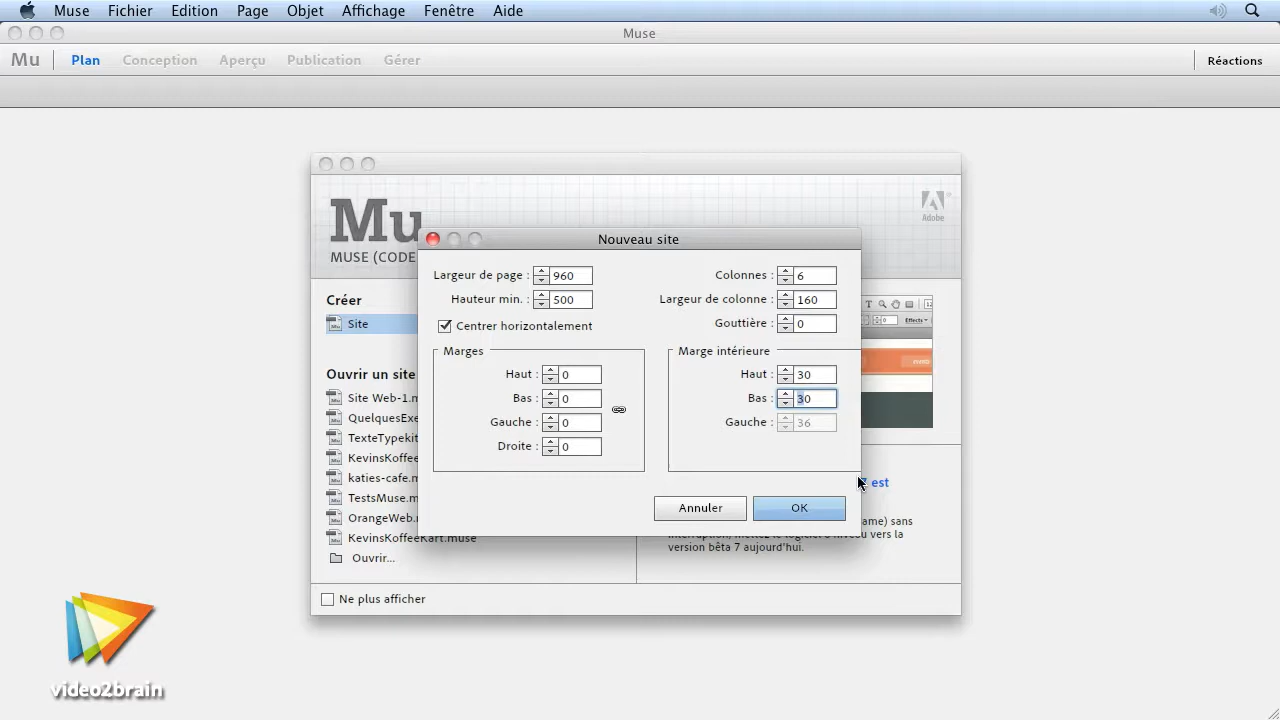 Muse Fichier Edition Page Objet Affichage Fenêtre Aide
Muse
Mu Plan Conception Aperçu Publication Gérer Réactions
Mu
MUSE (CODE
Adobe
Créer
Site
Ouvrir un site
Site Web-1.m
QuelquesExe
TexteTypekit
KevinsKoffee
katies-cafe.m
TestsMuse.m
OrangeWeb.m
KevinsKoffeeKart.muse
Ouvrir...
Ne plus afficher
Nouveau site
Largeur de page : 960
Hauteur min. : 500
Centrer horizontalement
Colonnes : 6
Largeur de colonne : 160
Gouttière : 0
Marges
Haut : 0
Bas : 0
Gauche : 0
Droite : 0
Marge intérieure
Haut : 30
Bas : 30
Gauche : 36
Annuler OK
Effects
est
ame) sans
version bêta 7 aujourd'hui.
video2brain